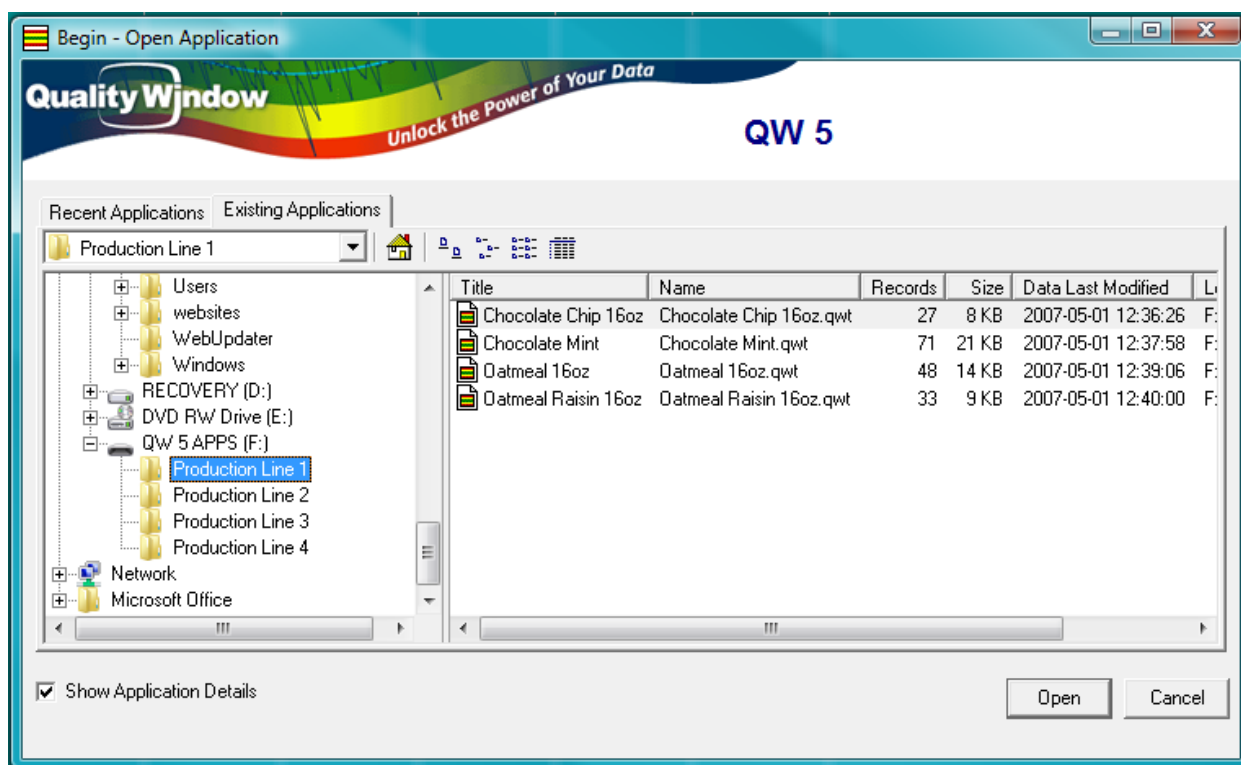 Begin - Open Application
Quality Window
Unlock the Power of Your Data
QW 5
Recent Applications Existing Applications
Production Line 1
Users
websites
WebUpdater
Windows
RECOVERY (D:)
DVD RW Drive (E:)
QW 5 APPS (F:)
Production Line 1
Production Line 2
Production Line 3
Production Line 4
Network
Microsoft Office
Title Name Records Size Data Last Modified
Chocolate Chip 16oz Chocolate Chip 16oz.qwt 27 8 KB 2007-05-01 12:36:26 F:
Chocolate Mint Chocolate Mint.qwt 71 21 KB 2007-05-01 12:37:58 F:
Oatmeal 16oz Oatmeal 16oz.qwt 48 14 KB 2007-05-01 12:39:06 F:
Oatmeal Raisin 16oz Oatmeal Raisin 16oz.qwt 33 9 KB 2007-05-01 12:40:00 F:
Show Application Details
Open Cancel